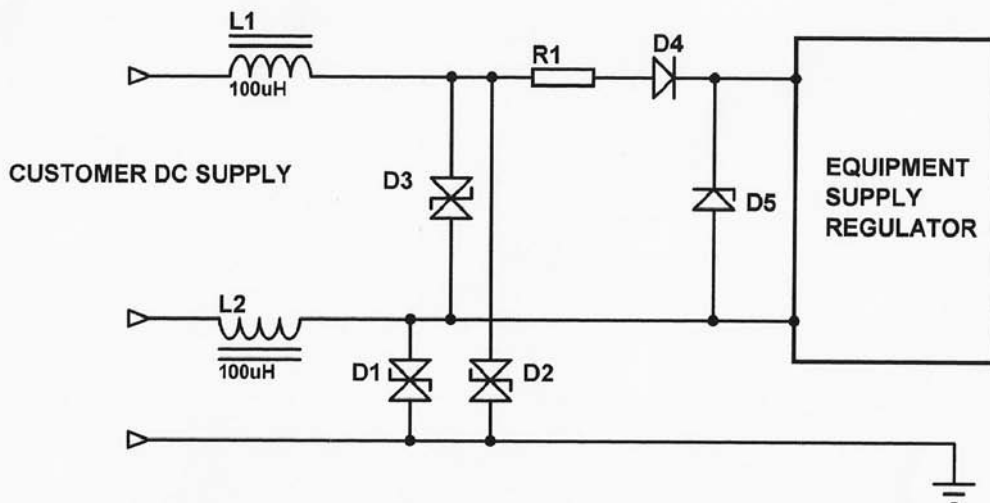 L1
100uH
R1
D4
CUSTOMER DC SUPPLY
D3
D5
EQUIPMENT
SUPPLY
REGULATOR
L2
100uH
D1
D2